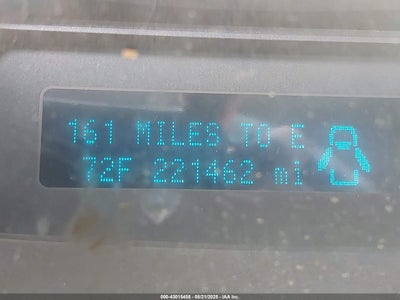 161 MILES TO E
72F 221462 mi
000-43015458 - 08/21/2025 - IAA Inc.